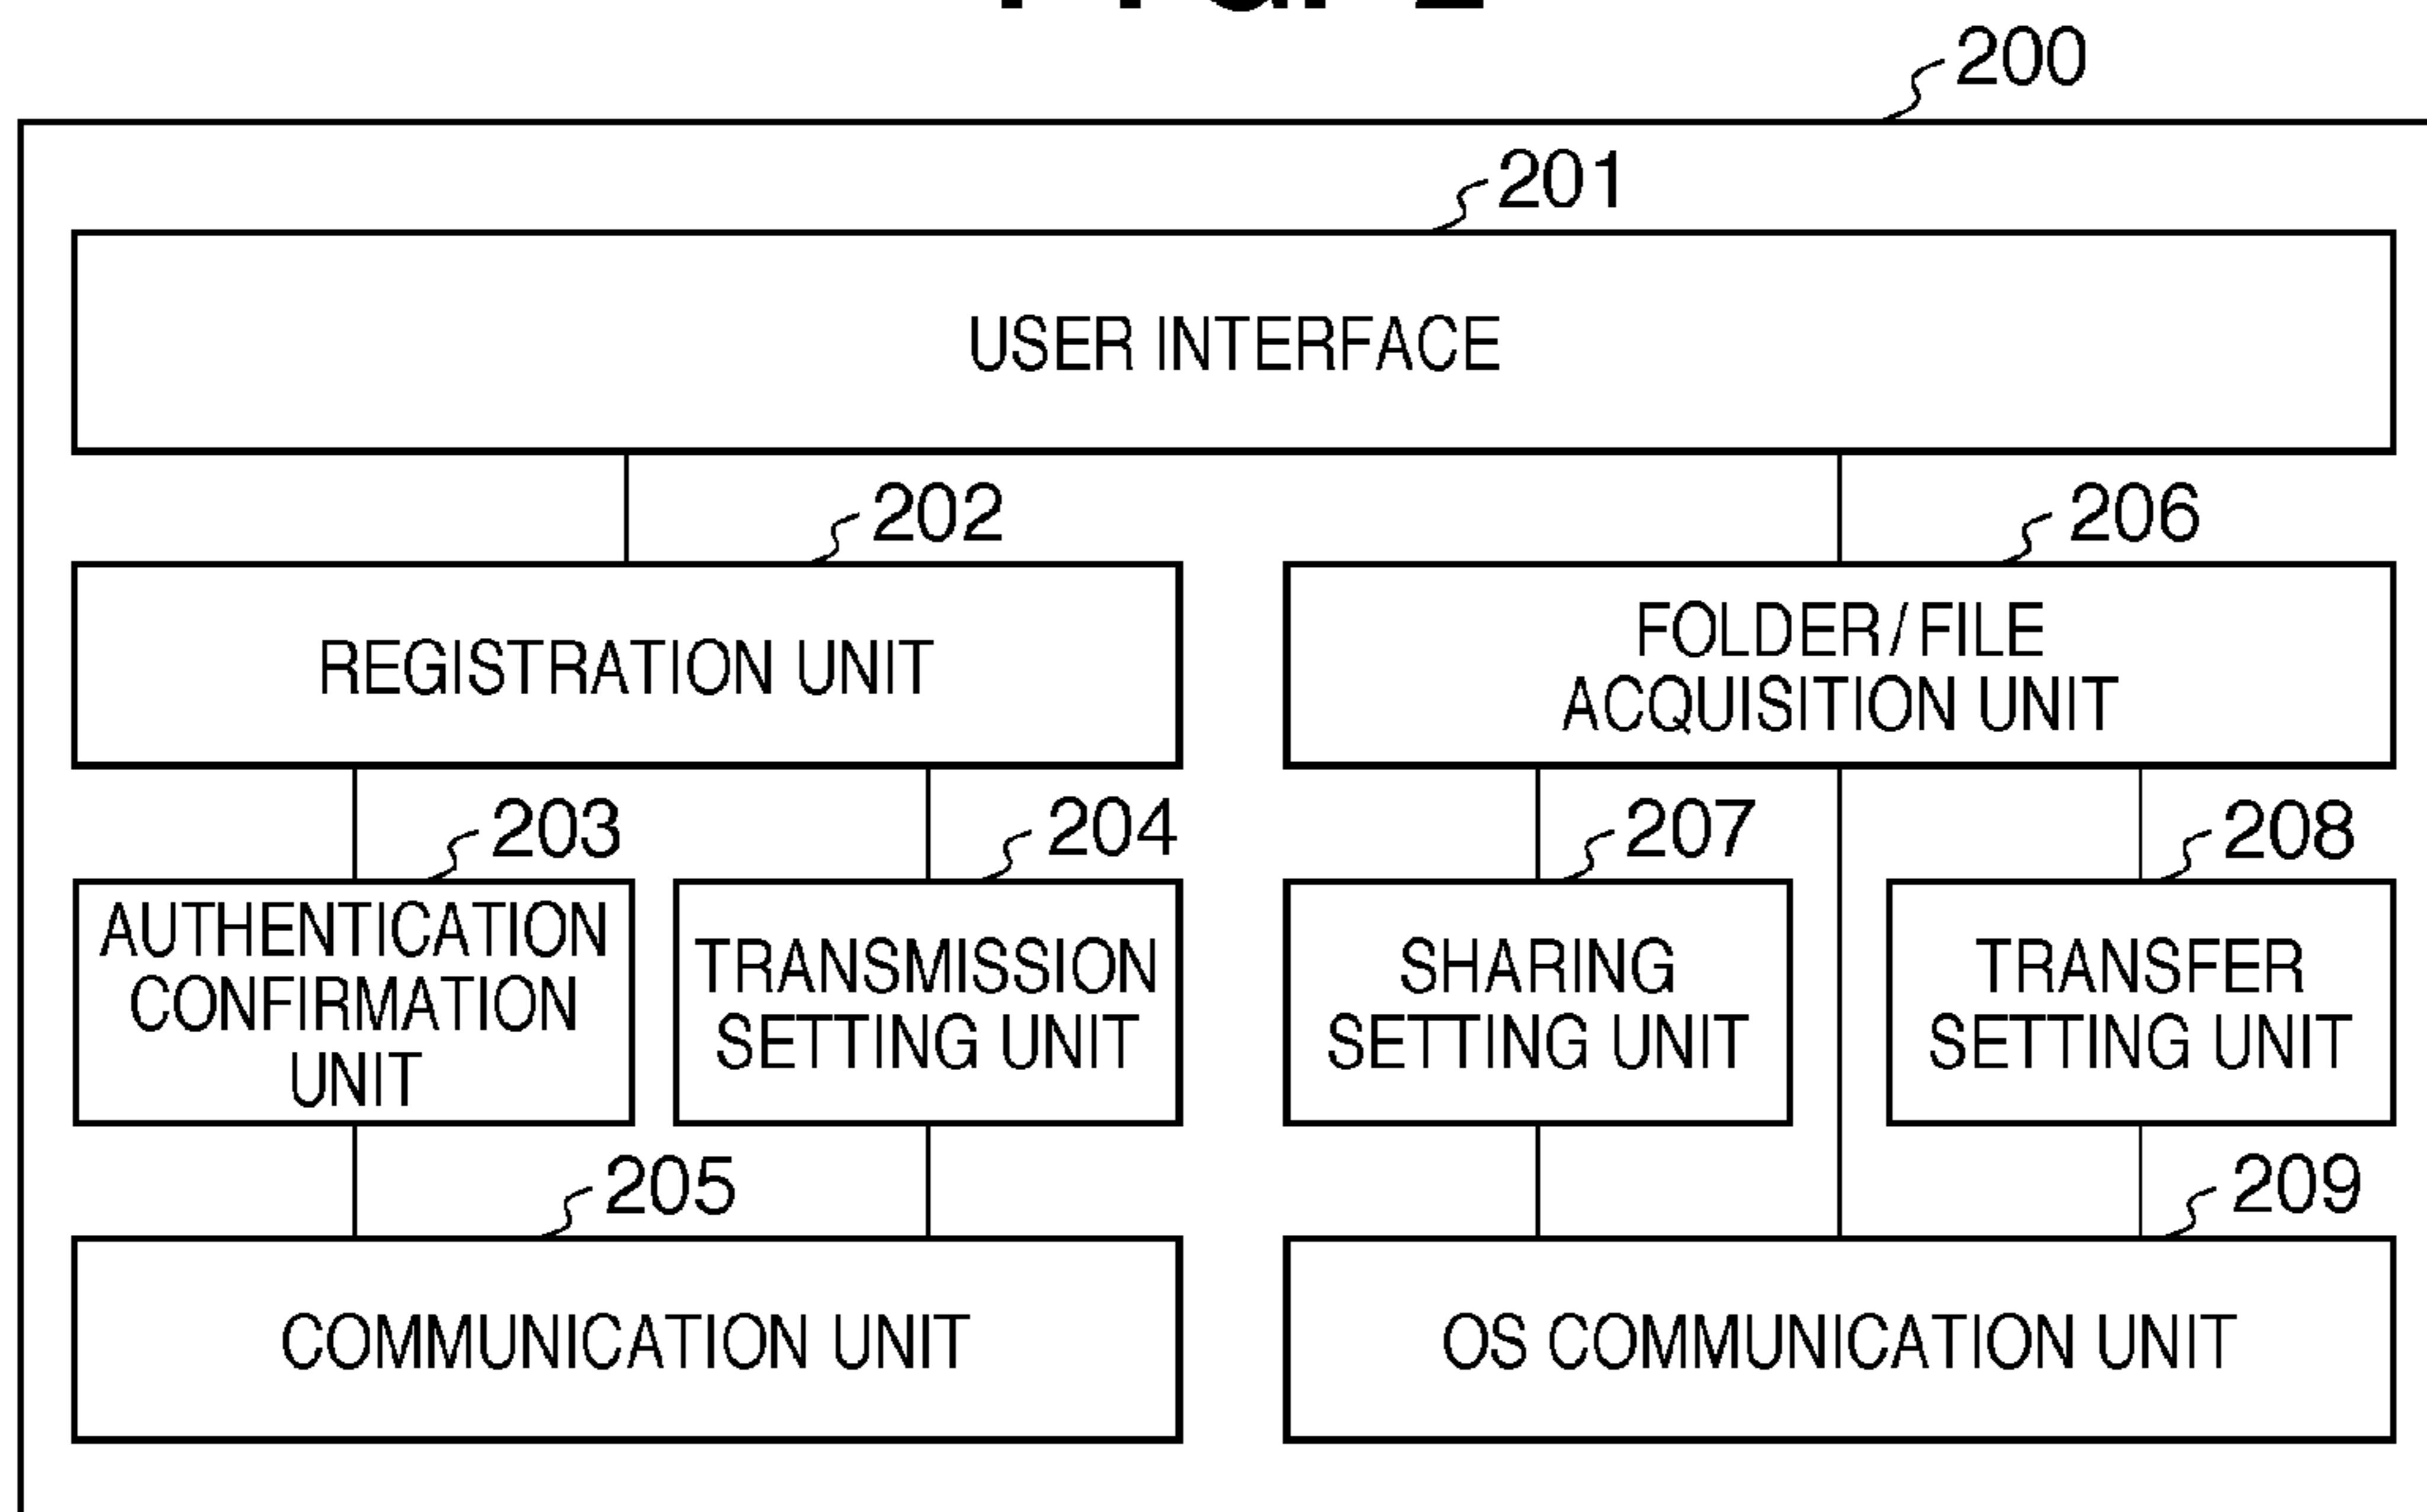 200
201
USER INTERFACE
202
206
REGISTRATION UNIT
FOLDER/FILE
ACQUISITION UNIT
203
204
207
208
AUTHENTICATION
CONFIRMATION
UNIT
TRANSMISSION
SETTING UNIT
SHARING
SETTING UNIT
TRANSFER
SETTING UNIT
205
209
COMMUNICATION UNIT
OS COMMUNICATION UNIT